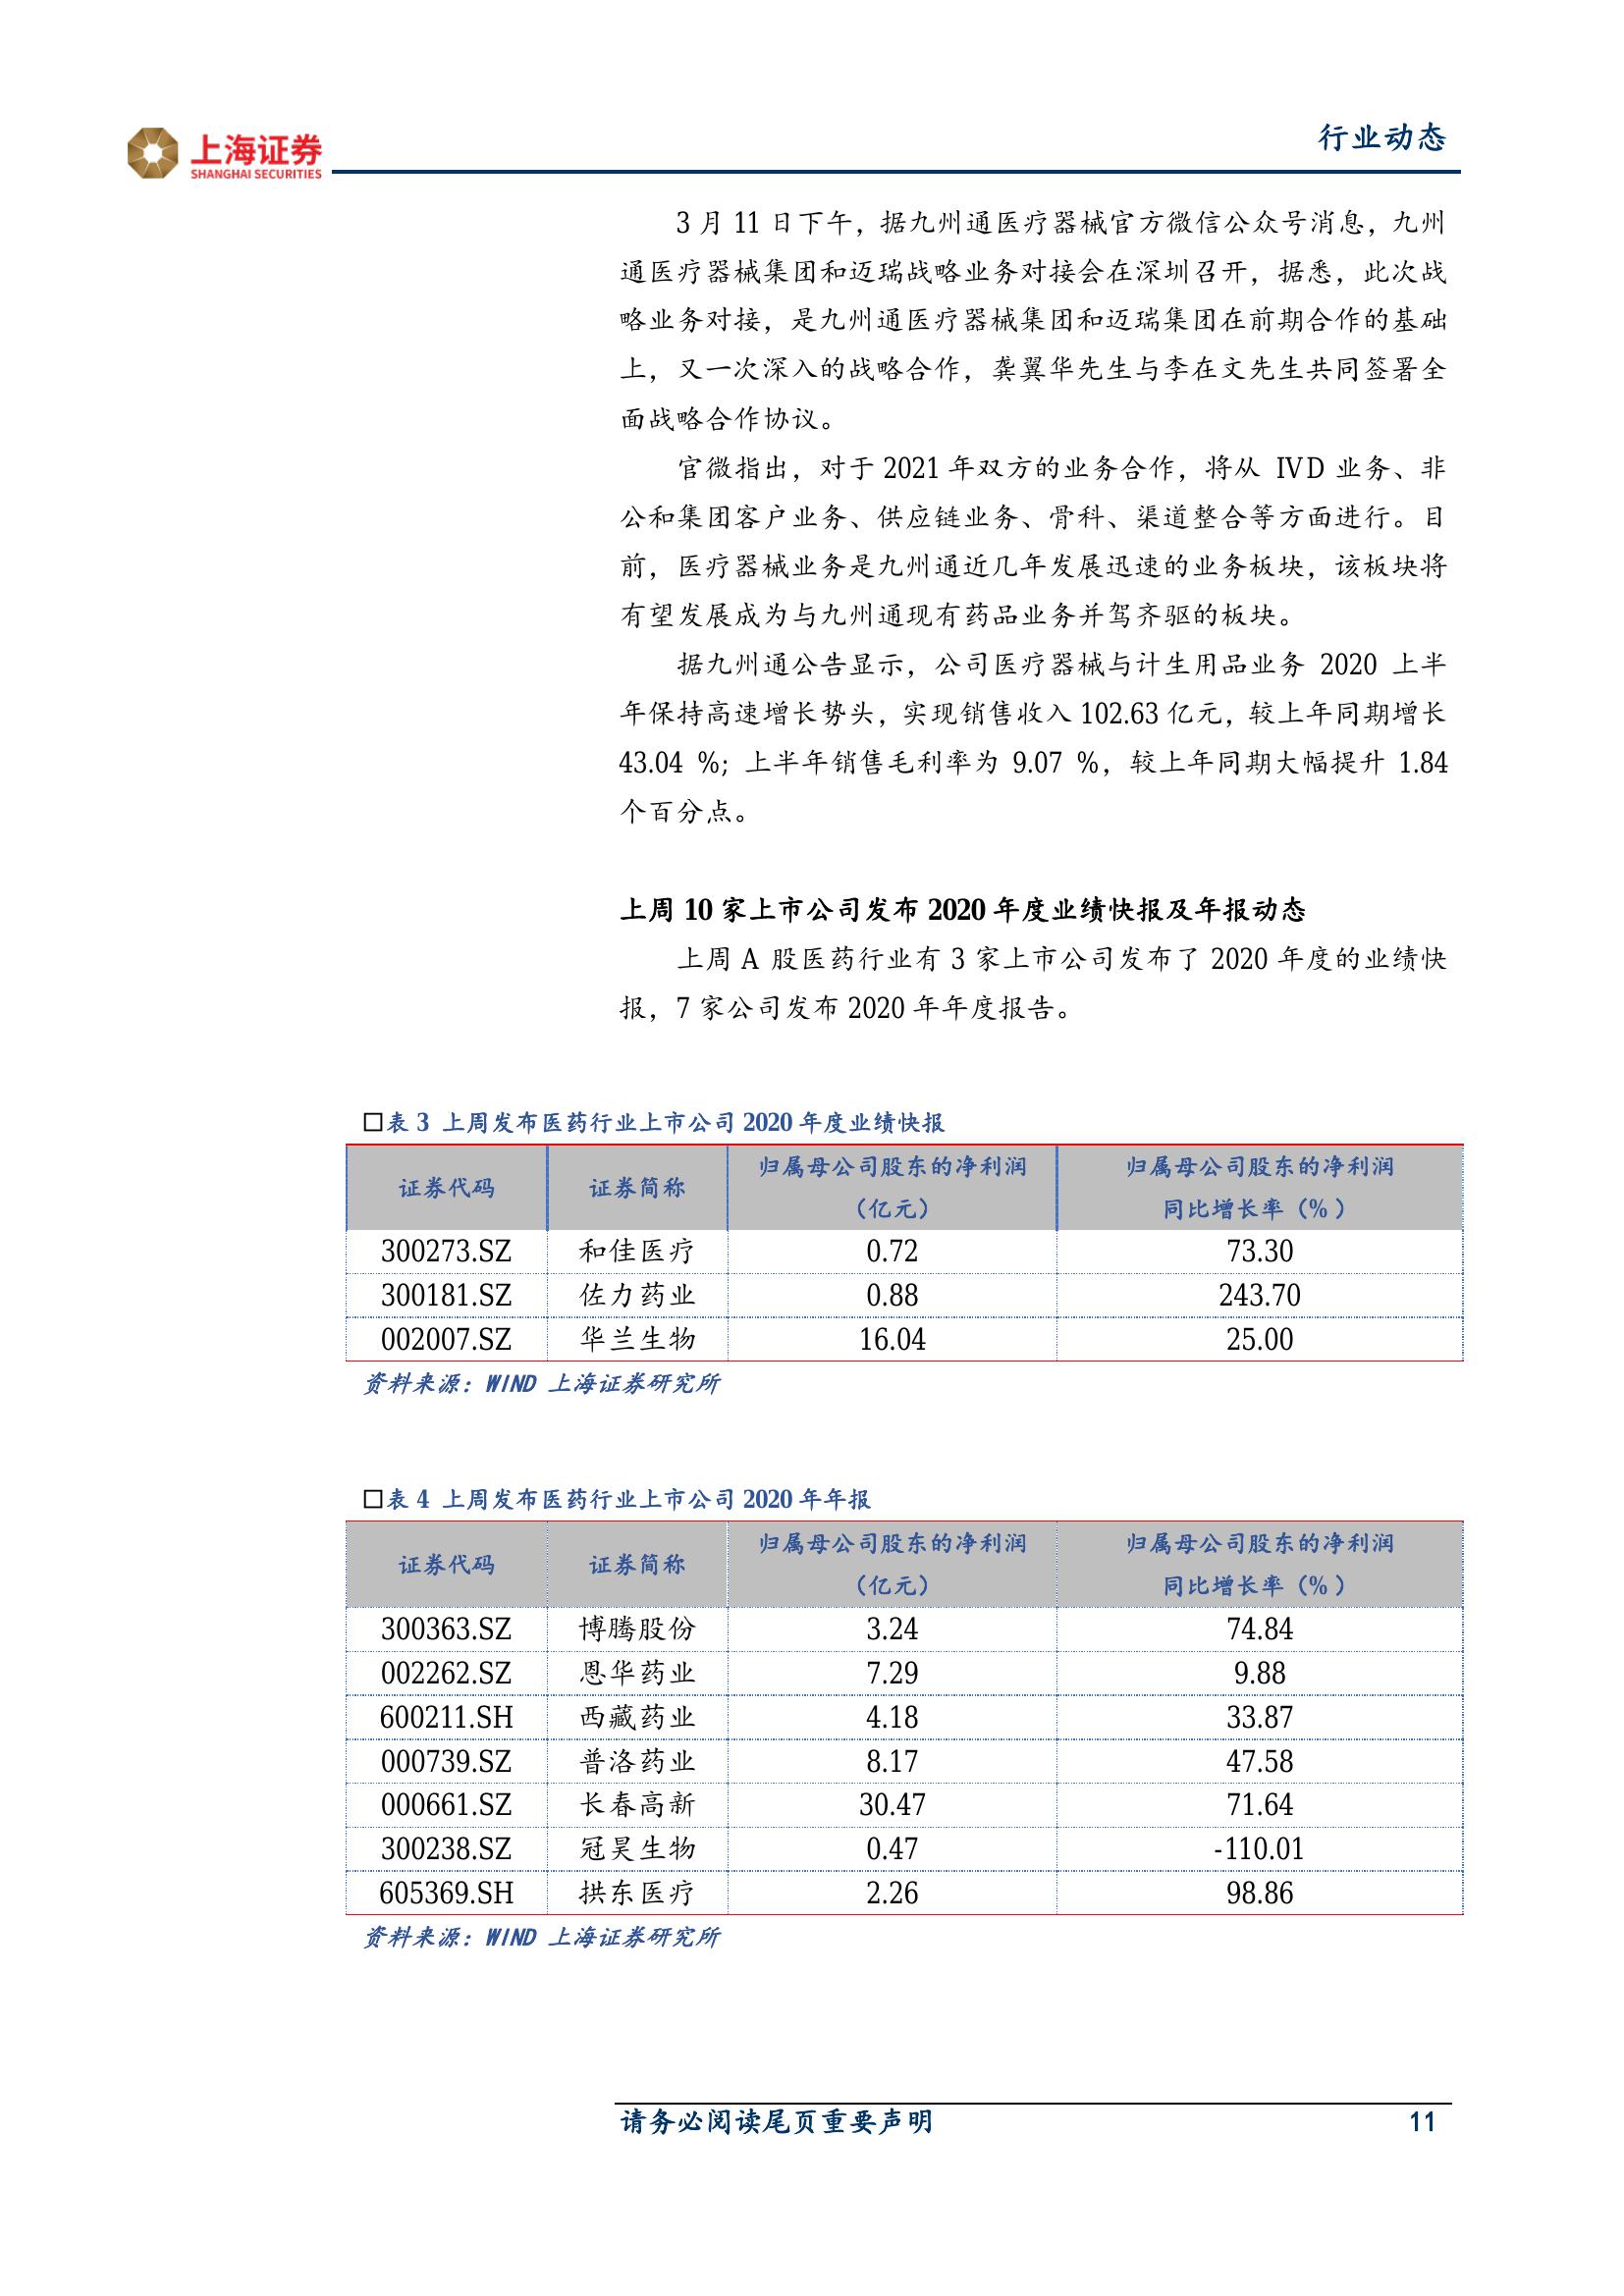 上海证券
SHANGHAI SECURITIES
行业动态
3 月 11 日下午，据九州通医疗器械官方微信公众号消息，九州
通医疗器械集团和迈瑞战略业务对接会在深圳召开，据悉，此次战
略业务对接，是九州通医疗器械集团和迈瑞集团在前期合作的基础
上，又一次深入的战略合作，龚翼华先生与李在文先生共同签署全
面战略合作协议。
官微指出，对于 2021 年双方的业务合作，将从 IVD 业务、非
公和集团客户业务、供应链业务、骨科、渠道整合等方面进行。目
前，医疗器械业务是九州通近几年发展迅速的业务板块，该板块将
有望发展成为与九州通现有药品业务并驾齐驱的板块。
据九州通公告显示，公司医疗器械与计生用品业务 2020 上半
年保持高速增长势头，实现销售收入 102.63 亿元，较上年同期增长
43.04 %；上半年销售毛利率为 9.07 %，较上年同期大幅提升 1.84
个百分点。
上周 10 家上市公司发布 2020 年度业绩快报及年报动态
上周 A 股医药行业有 3 家上市公司发布了 2020 年度的业绩快
报，7 家公司发布 2020 年年度报告。
□表 3 上周发布医药行业上市公司 2020 年度业绩快报
证券代码 证券简称 归属母公司股东的净利润（亿元） 归属母公司股东的净利润同比增长率（%）
300273.SZ 和佳医疗 0.72 73.30
300181.SZ 佐力药业 0.88 243.70
002007.SZ 华兰生物 16.04 25.00
资料来源：WIND 上海证券研究所
□表 4 上周发布医药行业上市公司 2020 年年报
证券代码 证券简称 归属母公司股东的净利润（亿元） 归属母公司股东的净利润同比增长率（%）
300363.SZ 博腾股份 3.24 74.84
002262.SZ 恩华药业 7.29 9.88
600211.SH 西藏药业 4.18 33.87
000739.SZ 普洛药业 8.17 47.58
000661.SZ 长春高新 30.47 71.64
300238.SZ 冠昊生物 0.47 -110.01
605369.SH 拱东医疗 2.26 98.86
资料来源：WIND 上海证券研究所
请务必阅读尾页重要声明 11